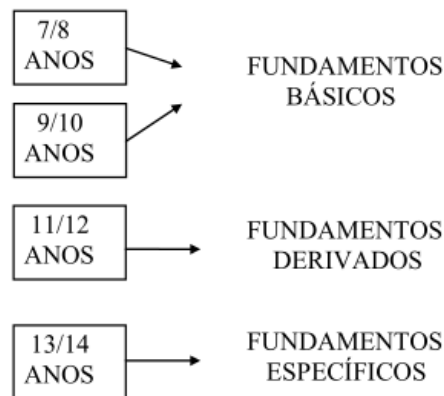 7/8
ANOS
FUNDAMENTOS
BÁSICOS
9/10
ANOS
11/12
ANOS
FUNDAMENTOS
DERIVADOS
13/14
ANOS
FUNDAMENTOS
ESPECÍFICOS